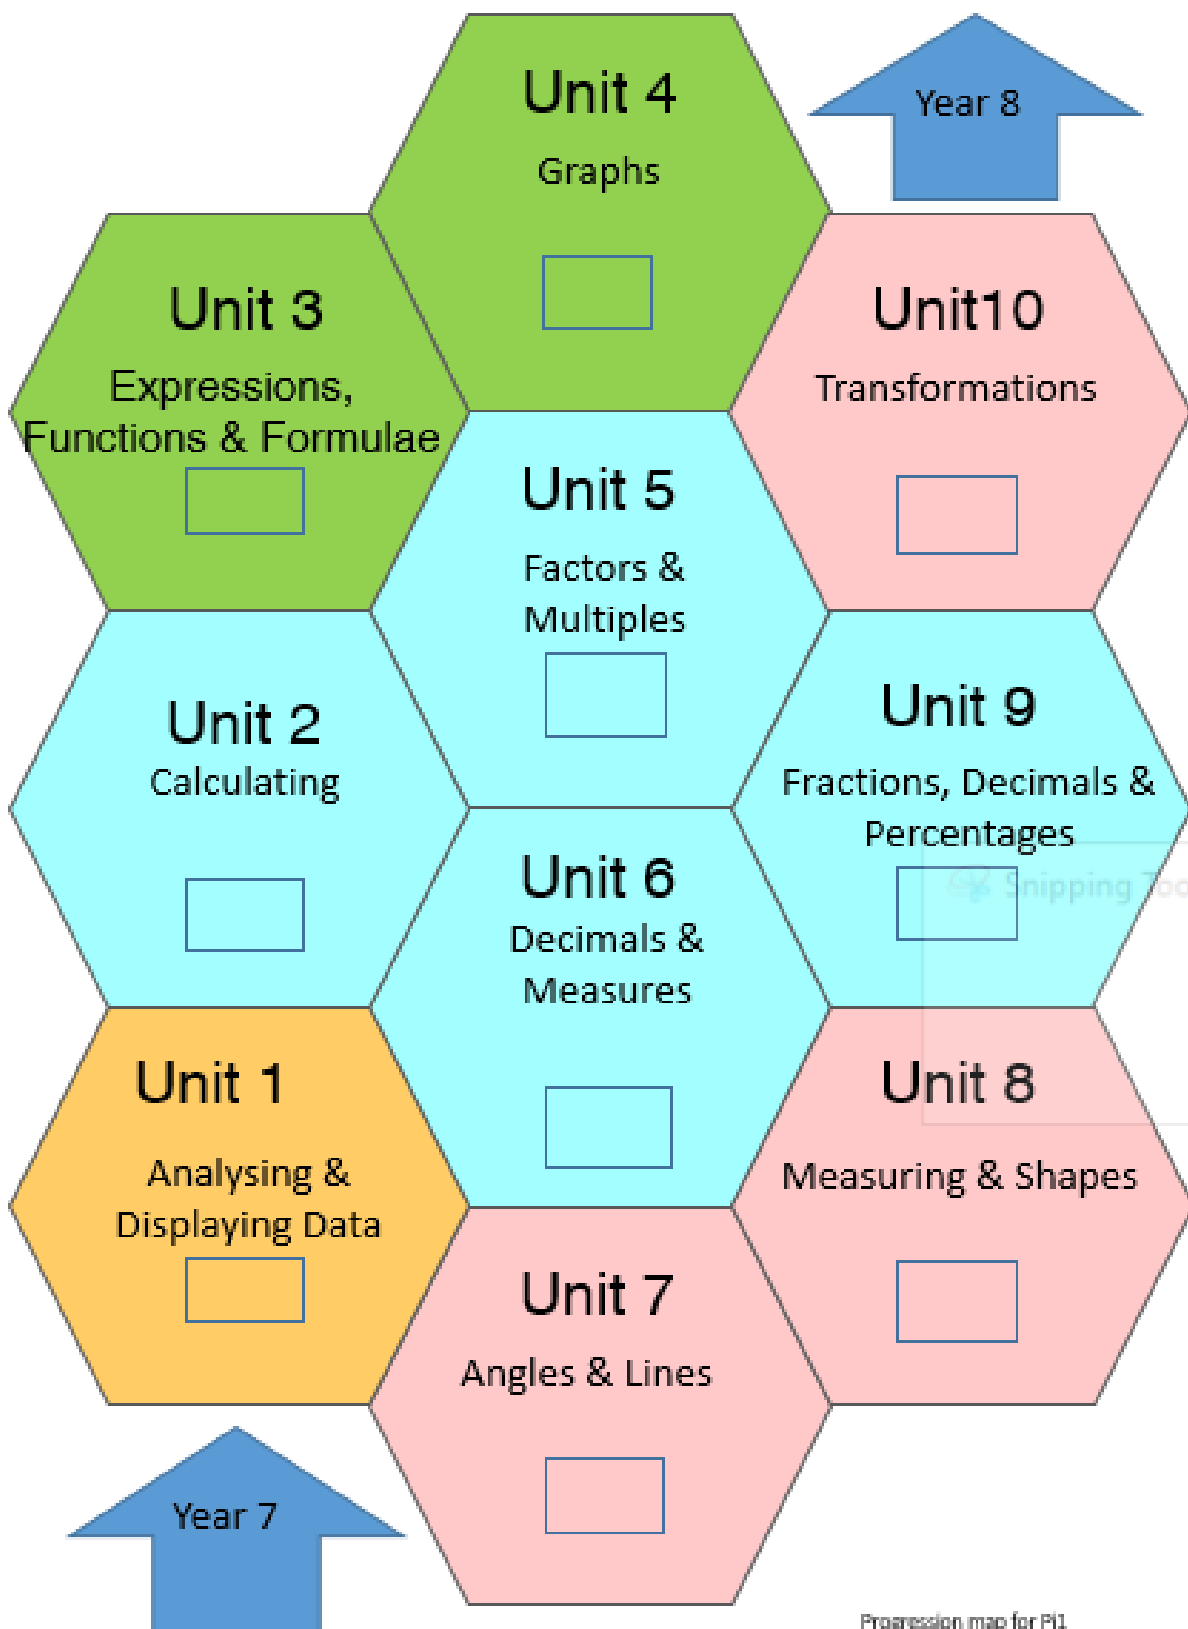 Unit 4
Graphs
Year 8
Unit 3
Expressions,
Functions & Formulae
Unit10
Transformations
Unit 5
Factors &
Multiples
Unit 2
Calculating
Unit 9
Fractions, Decimals &
Percentages
Snipping Too
Unit 6
Decimals &
Measures
Unit 1
Analysing &
Displaying Data
Unit 8
Measuring & Shapes
Unit 7
Angles & Lines
Year 7
Progression map for Pi1